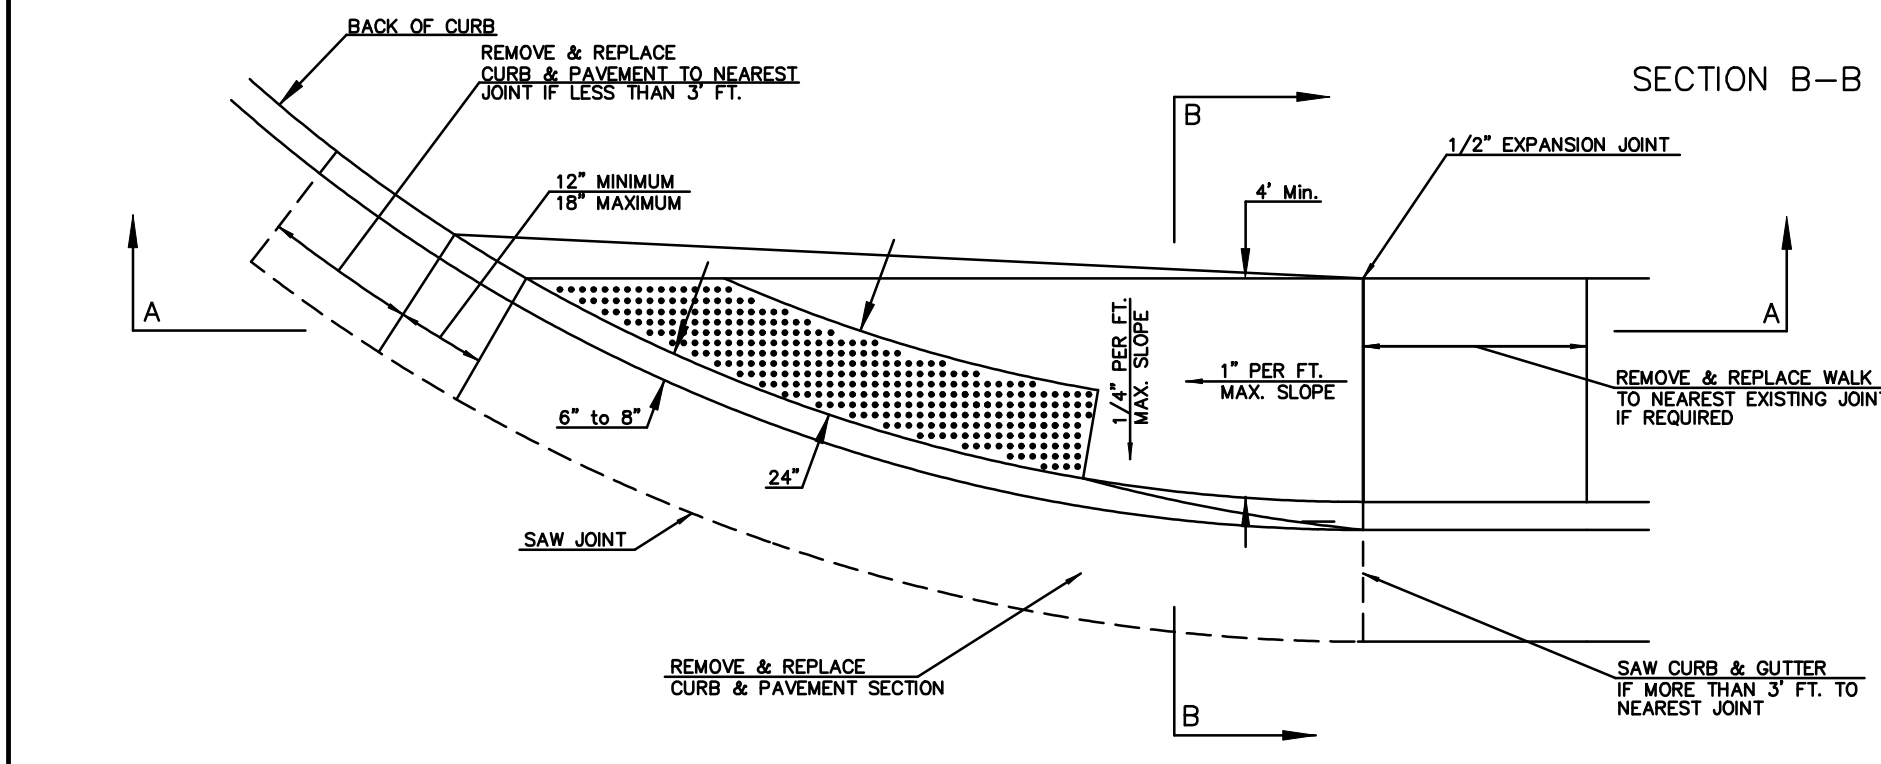 BACK OF CURB
REMOVE & REPLACE
CURB & PAVEMENT TO NEAREST
JOINT IF LESS THAN 3' FT.
SECTION B-B
B
1/2" EXPANSION JOINT
12" MINIMUM
18" MAXIMUM
4' Min.
A
A
1/4" PER FT.
MAX. SLOPE
1" PER FT.
MAX. SLOPE
REMOVE & REPLACE WALK
TO NEAREST EXISTING JOINT
IF REQUIRED
6" to 8"
24"
SAW JOINT
REMOVE & REPLACE
CURB & PAVEMENT SECTION
SAW CURB & GUTTER
IF MORE THAN 3' FT. TO
NEAREST JOINT
B